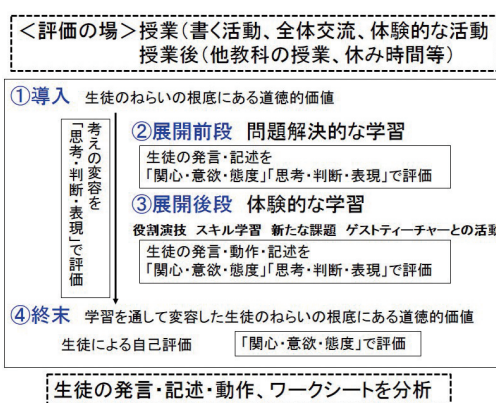 <評価の場>授業(書く活動、全体交流、体験的な活動
授業後(他教科の授業、休み時間等)
①導入 生徒のねらいの根底にある道徳的価値
考えの変容を
「思考・判断・表現」で評価
②展開前段 問題解決的な学習
生徒の発言・記述を
「関心・意欲・態度」「思考・判断・表現」で評価
③展開後段 体験的な学習
役割演技 スキル学習 新たな課題 ゲストティーチャーとの活動
生徒の発言・動作・記述を
「関心・意欲・態度」「思考・判断・表現」で評価
④終末 学習を通して変容した生徒のねらいの根底にある道徳的価値
生徒による自己評価 「関心・意欲・態度」で評価
生徒の発言・記述・動作、ワークシートを分析